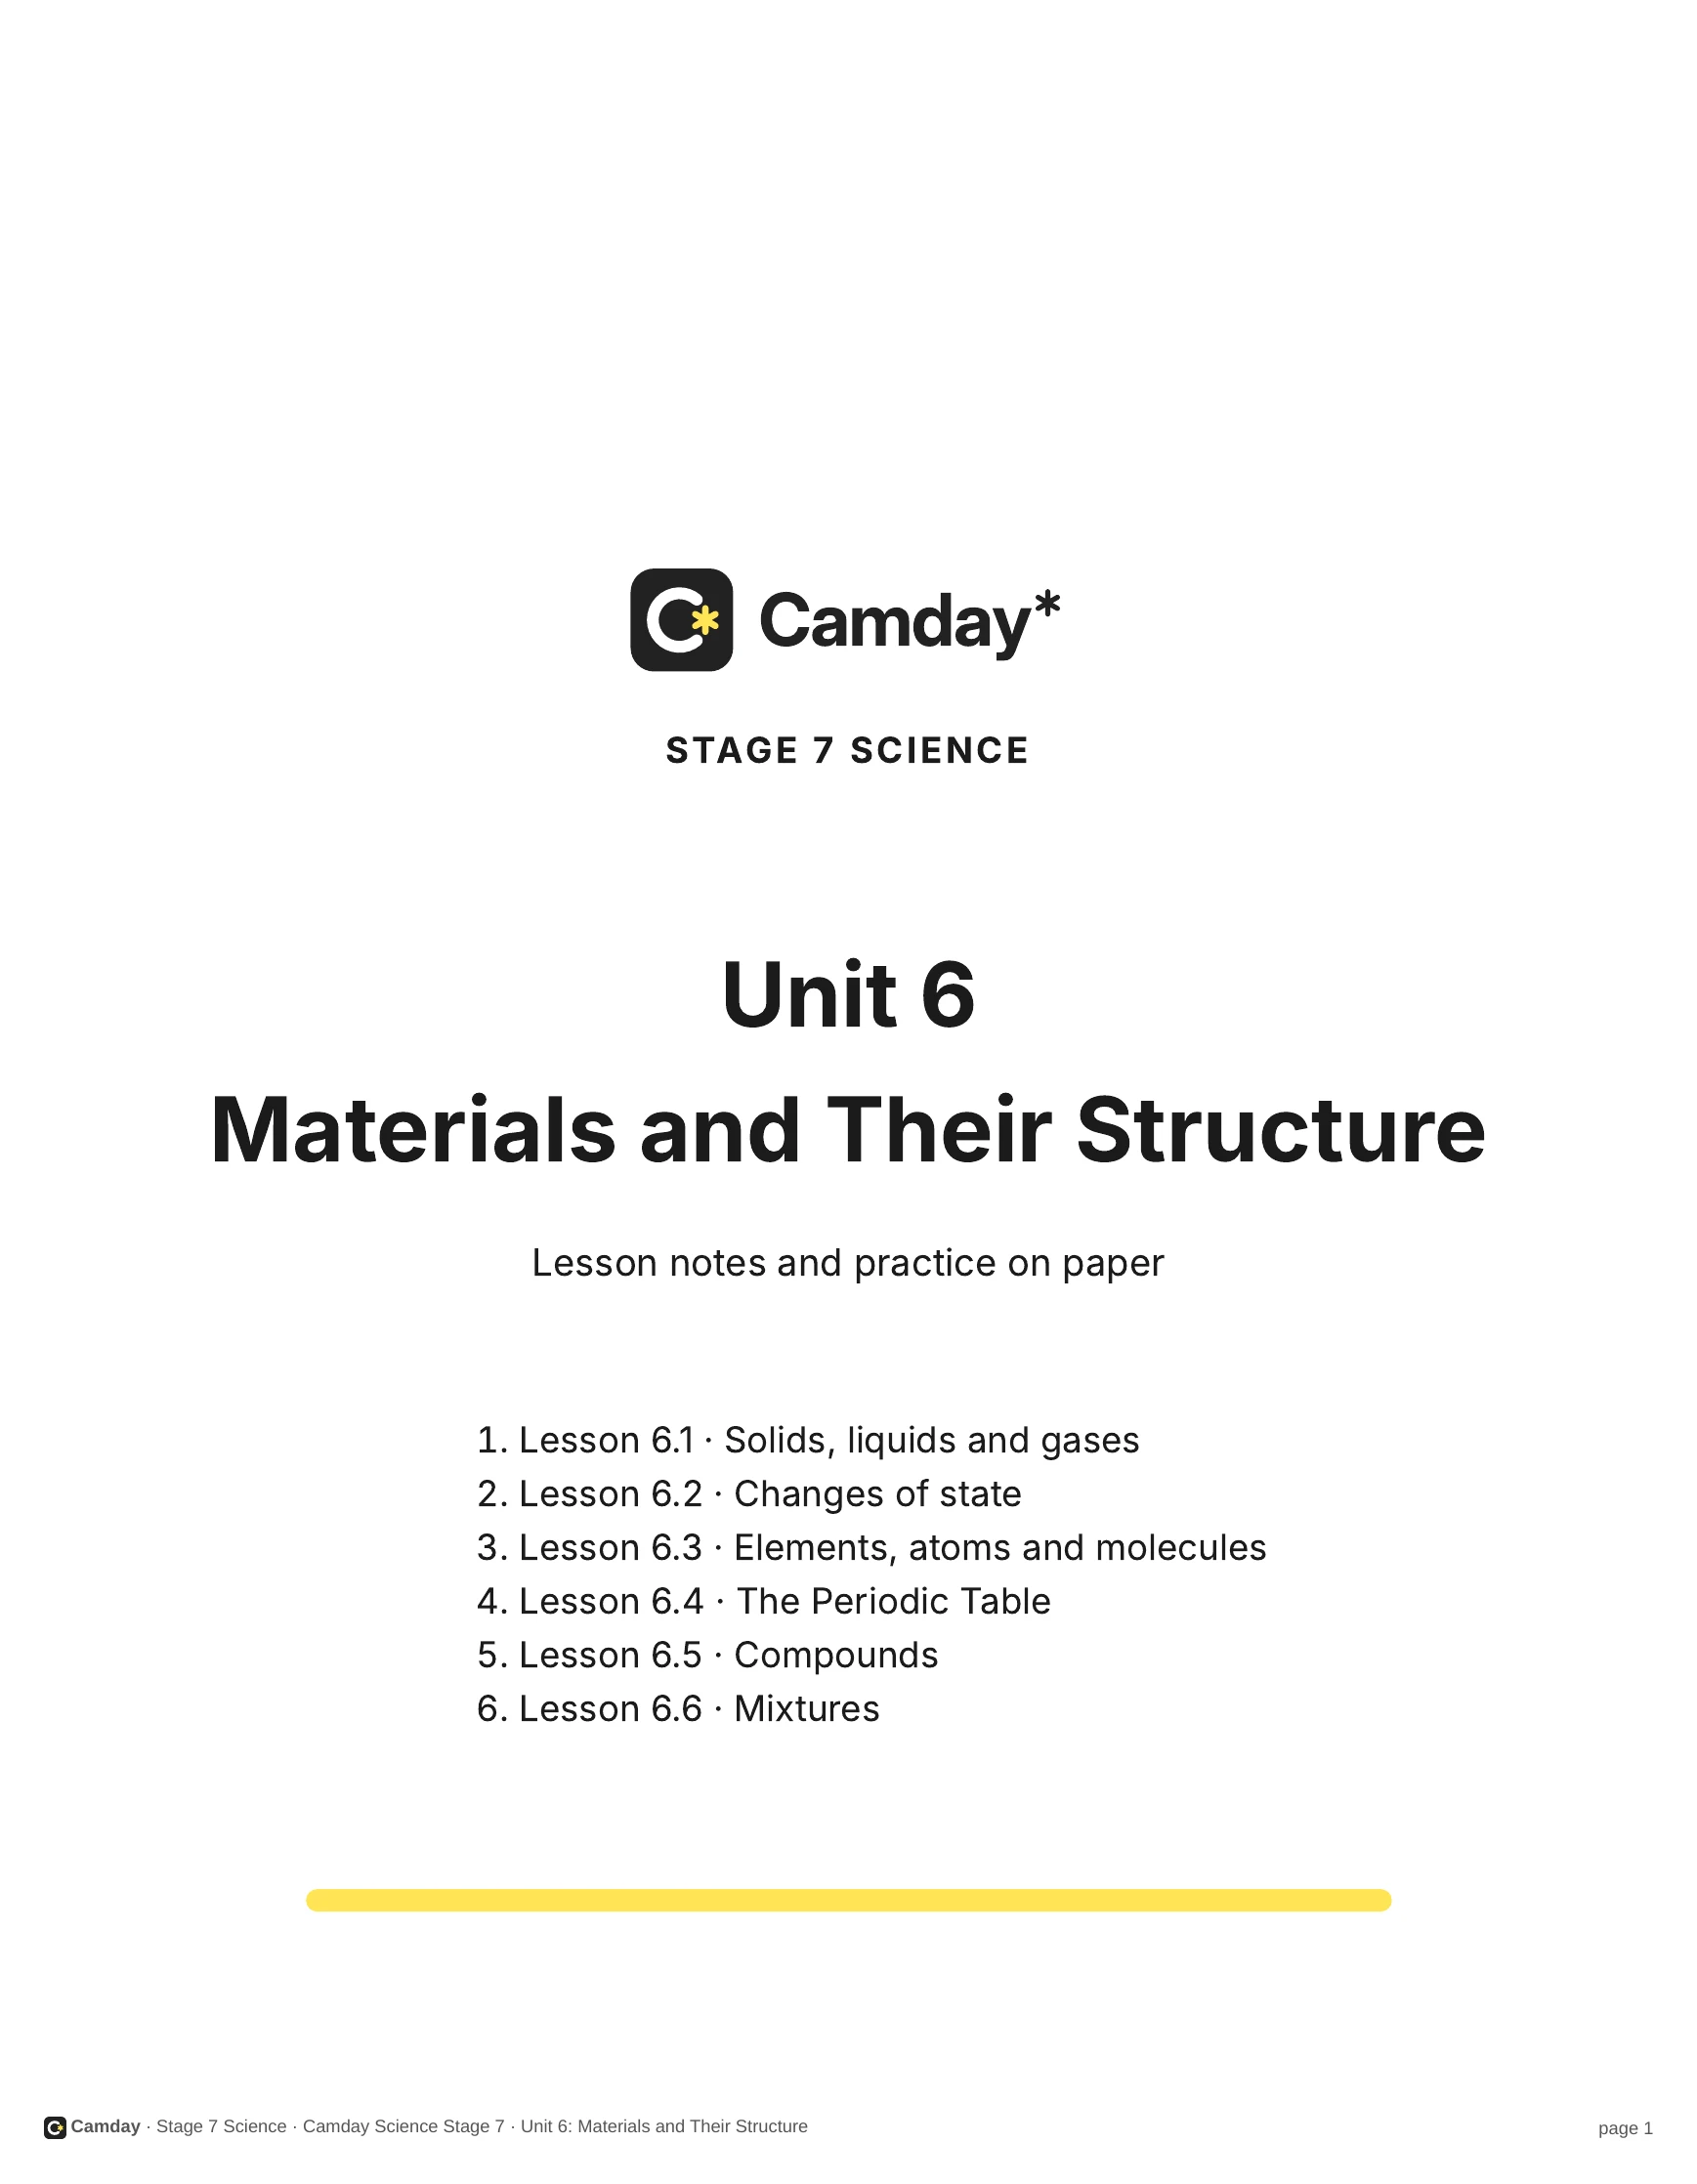 Camday*
STAGE 7 SCIENCE
Unit 6
Materials and Their Structure
Lesson notes and practice on paper
1. Lesson 6.1 · Solids, liquids and gases
2. Lesson 6.2 · Changes of state
3. Lesson 6.3 · Elements, atoms and molecules
4. Lesson 6.4 · The Periodic Table
5. Lesson 6.5 · Compounds
6. Lesson 6.6 · Mixtures
Camday · Stage 7 Science · Camday Science Stage 7 · Unit 6: Materials and Their Structure
page 1